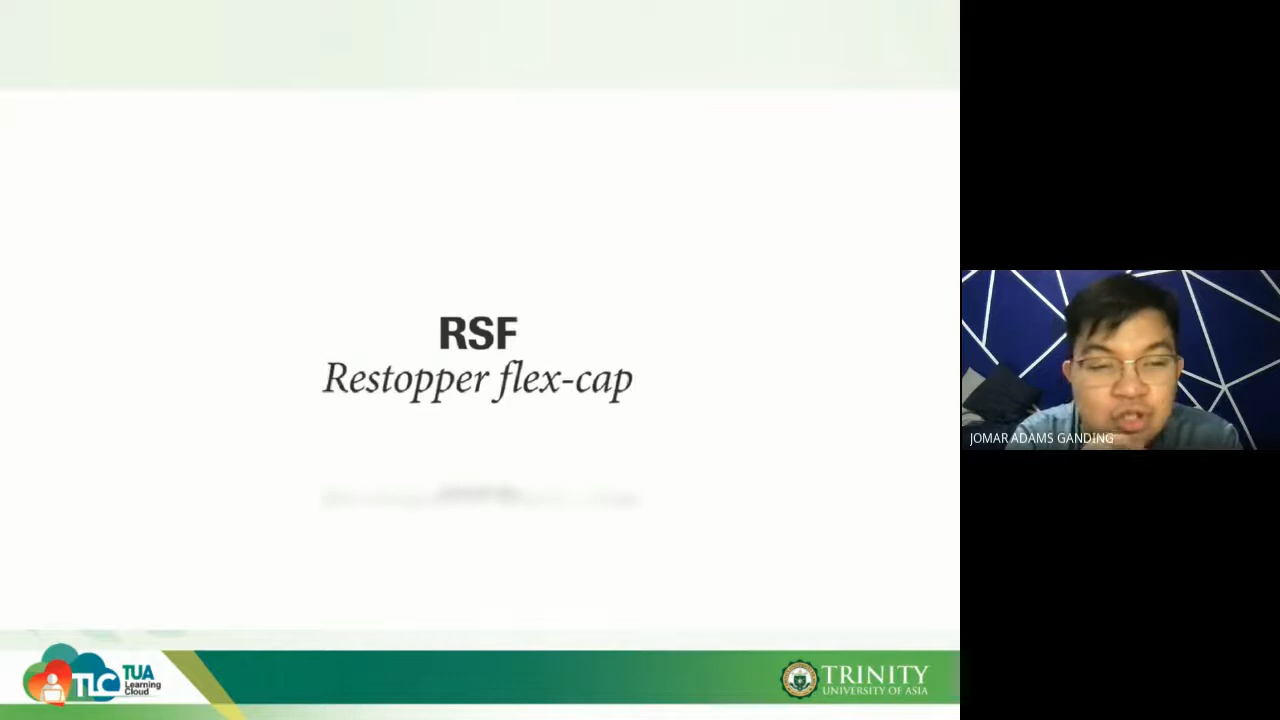 RSF
Restopper flex-cap
JOMAR ADAMS GANDING
TLC
TUA
Learning
Cloud
TRINITY
UNIVERSITY OF ASIA